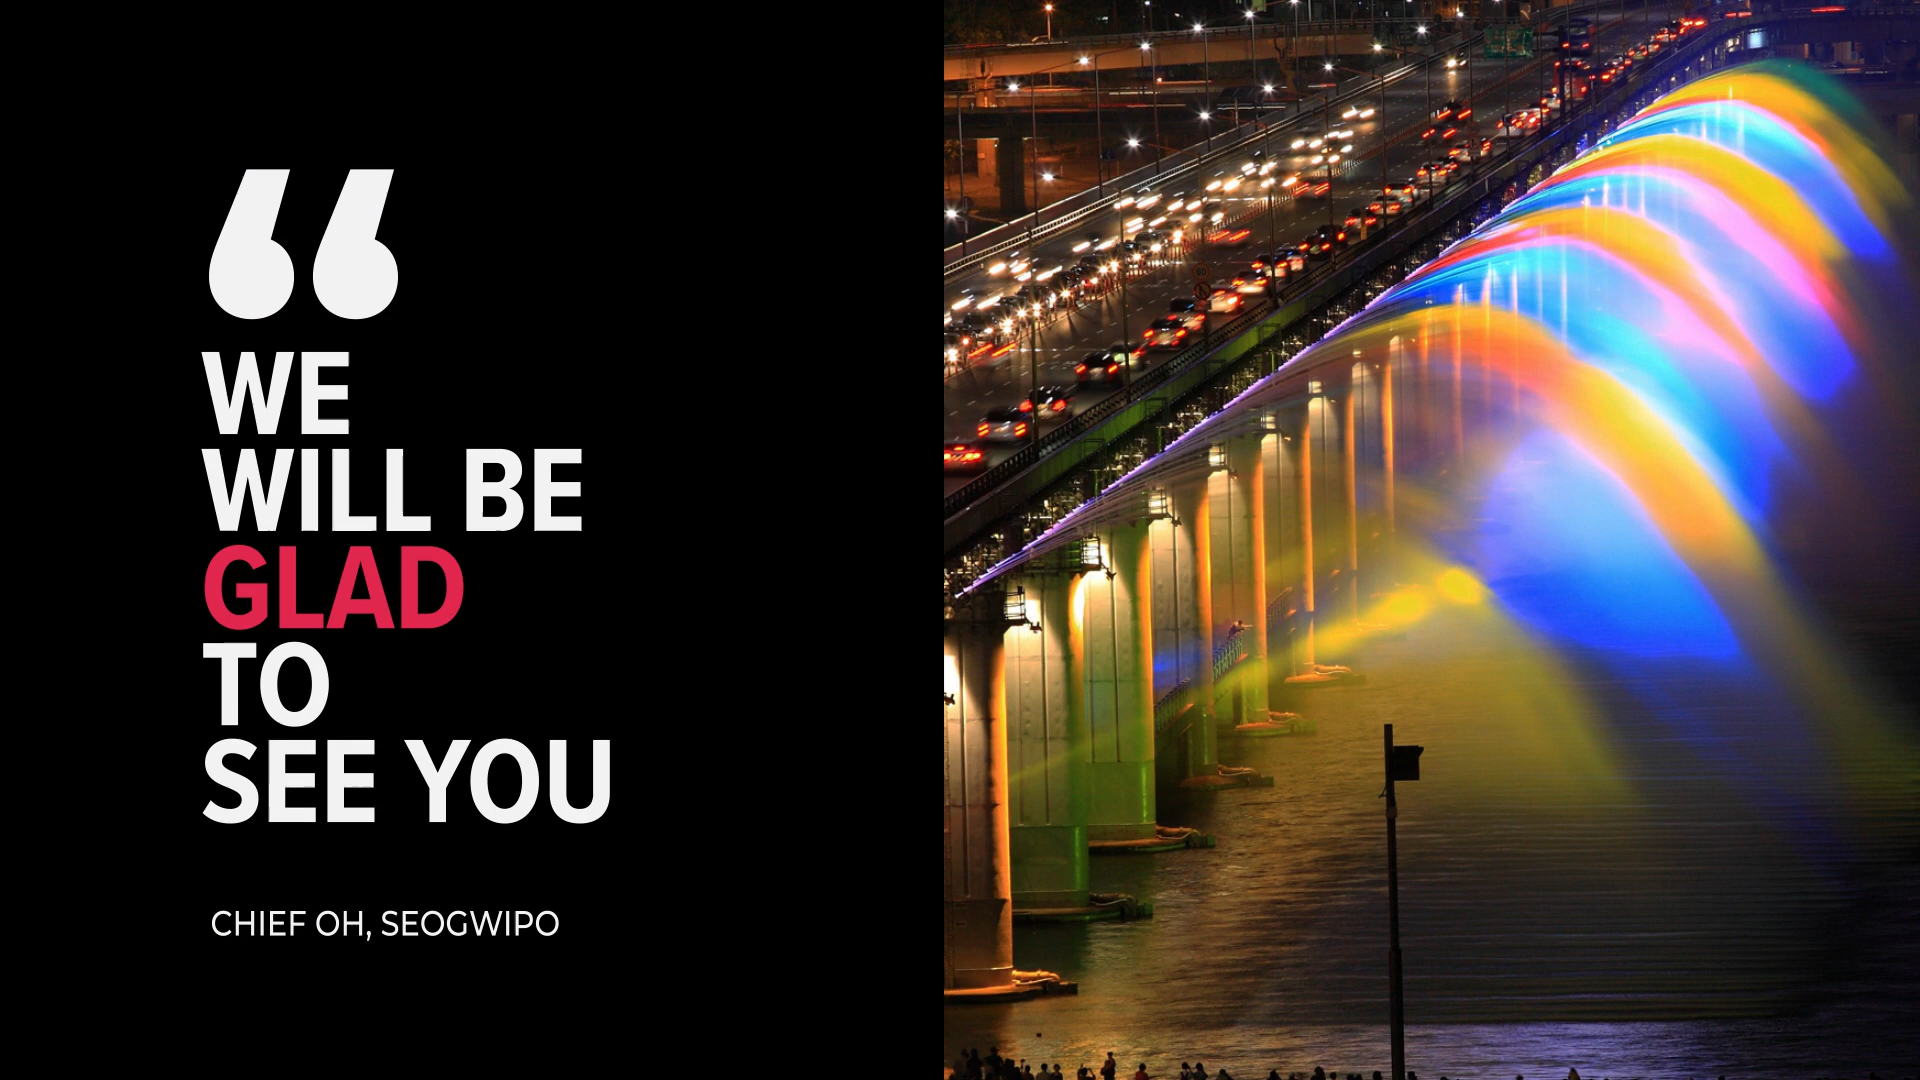 “
WE
WILL BE
GLAD
TO
SEE YOU
CHIEF OH, SEOGWIPO